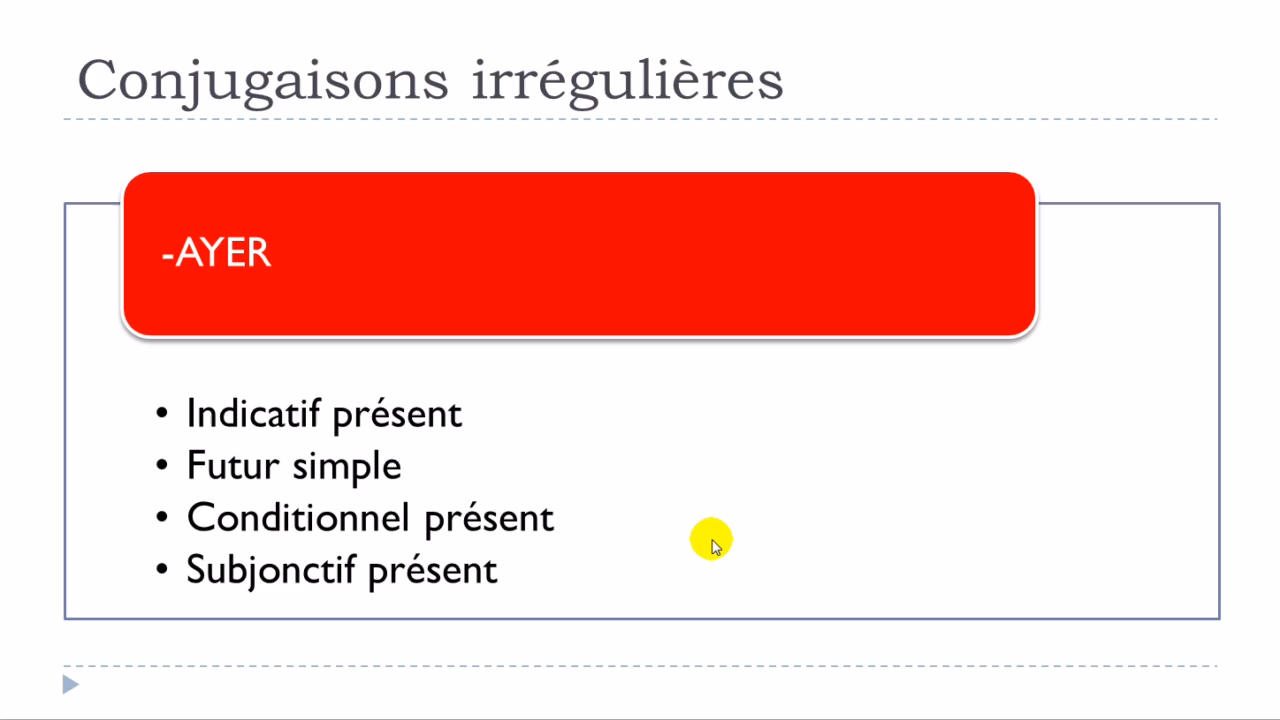 Conjugaisons irrégulières
-AYER
• Indicatif présent
• Futur simple
• Conditionnel présent
• Subjonctif présent